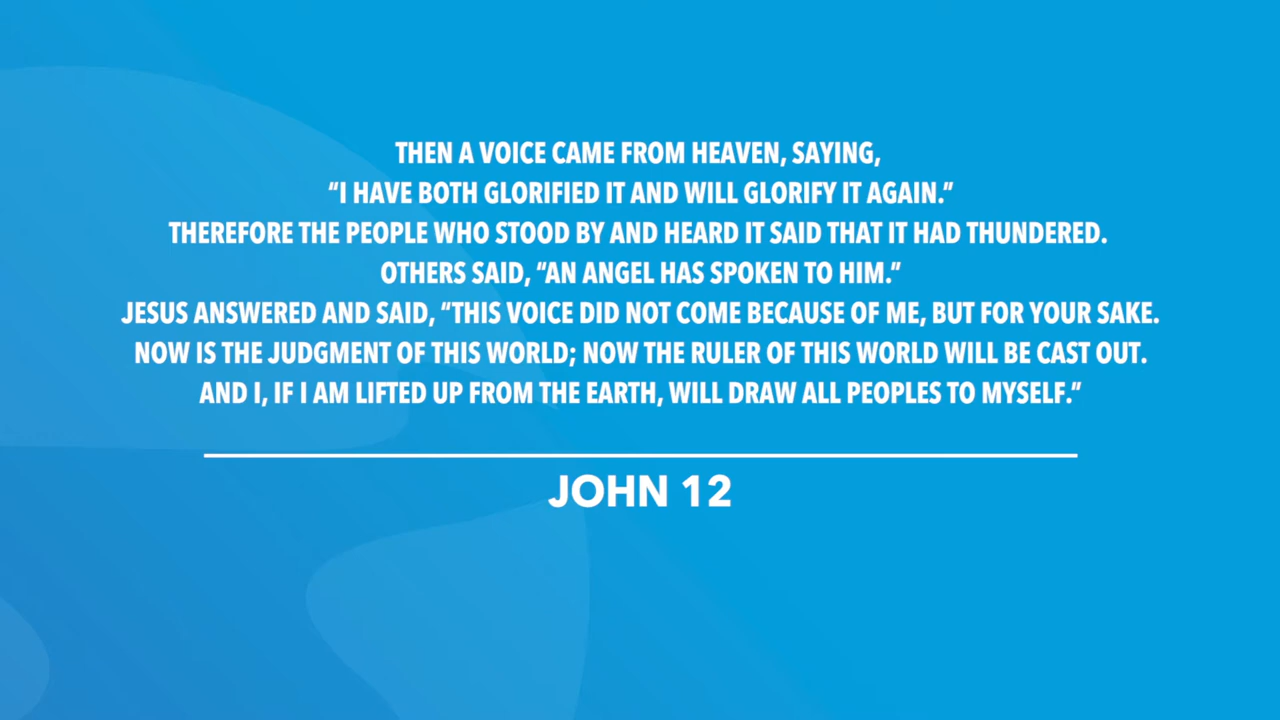 THEN A VOICE CAME FROM HEAVEN, SAYING,
“I HAVE BOTH GLORIFIED IT AND WILL GLORIFY IT AGAIN.”
THEREFORE THE PEOPLE WHO STOOD BY AND HEARD IT SAID THAT IT HAD THUNDERED.
OTHERS SAID, “AN ANGEL HAS SPOKEN TO HIM.”
JESUS ANSWERED AND SAID, “THIS VOICE DID NOT COME BECAUSE OF ME, BUT FOR YOUR SAKE.
NOW IS THE JUDGMENT OF THIS WORLD; NOW THE RULER OF THIS WORLD WILL BE CAST OUT.
AND I, IF I AM LIFTED UP FROM THE EARTH, WILL DRAW ALL PEOPLES TO MYSELF.”
JOHN 12